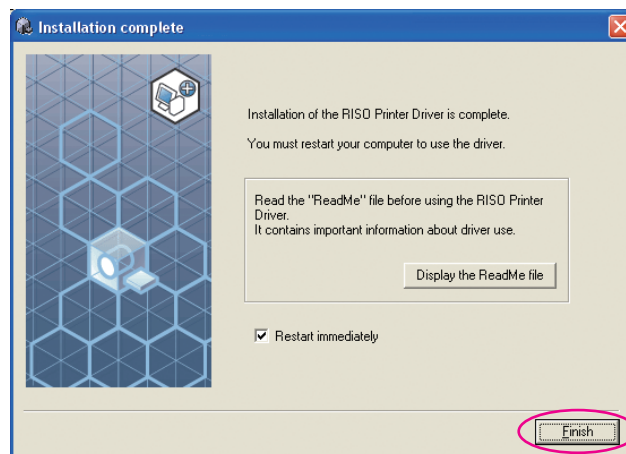 Installation complete
Installation of the RISO Printer Driver is complete.
You must restart your computer to use the driver.
Read the "ReadMe" file before using the RISO Printer
Driver.
It contains important information about driver use.
Display the ReadMe file
Restart immediately
Finish